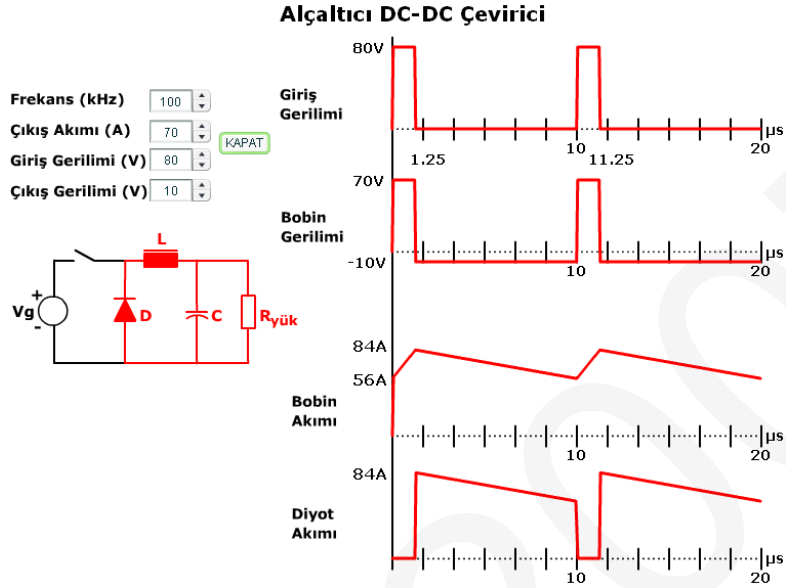 Alçaltıcı DC-DC Çevirici
Frekans (kHz) 100
Çıkış Akımı (A) 70
Giriş Gerilimi (V) 80
Çıkış Gerilimi (V) 10
KAPAT
L
Vg
+
-
D
C
Ryük
80V
Giriş
Gerilimi
μs
10
20
1.25
11.25
70V
Bobin
Gerilimi
-10V
μs
10
20
84A
56A
Bobin
Akımı
μs
10
20
84A
Diyot
Akımı
μs
10
20